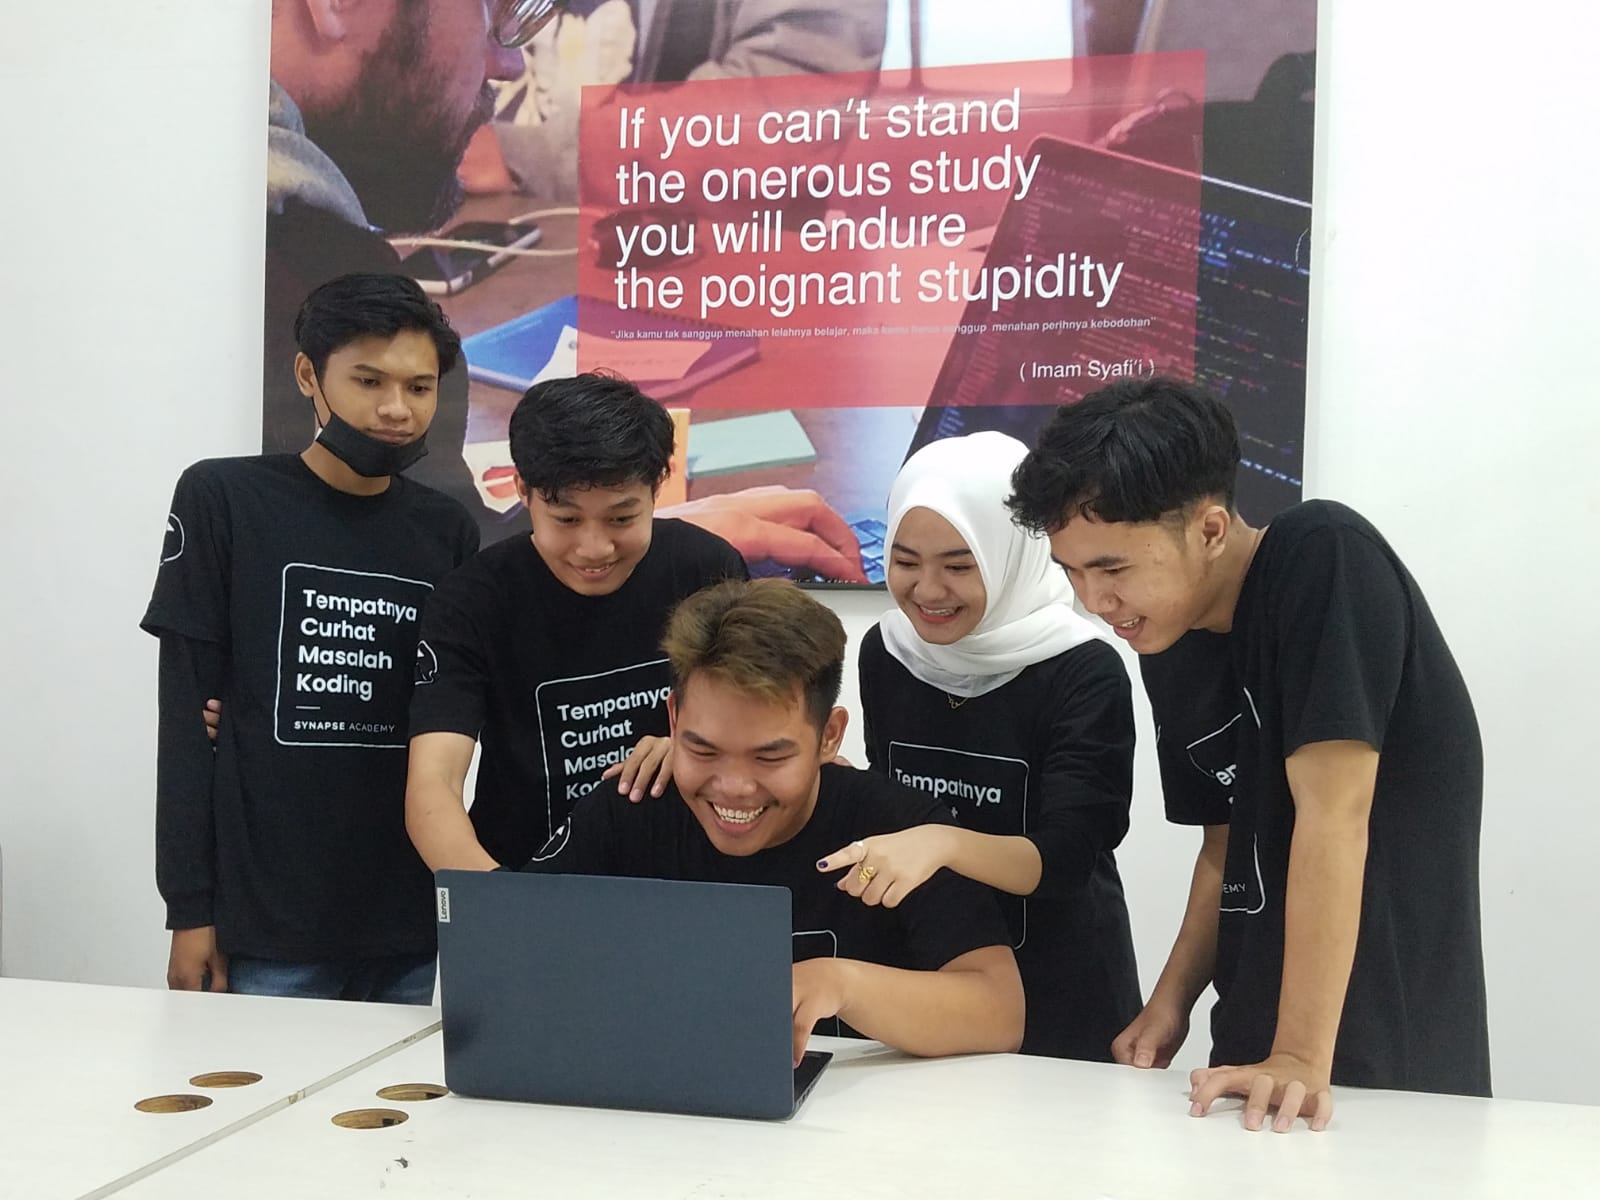 If you can't stand
the onerous study
you will endure
the poignant stupidity
"Jika kamu tak sanggup menahan lelahnya belajar, maka kamu harus sanggup menahan perihnya kebodohan"
( Imam Syafi'i )
Tempatnya
Curhat
Masalah
Koding
SYNAPSE ACADEMY
Tempatnya
Curhat
Tempatnya
Lenovo